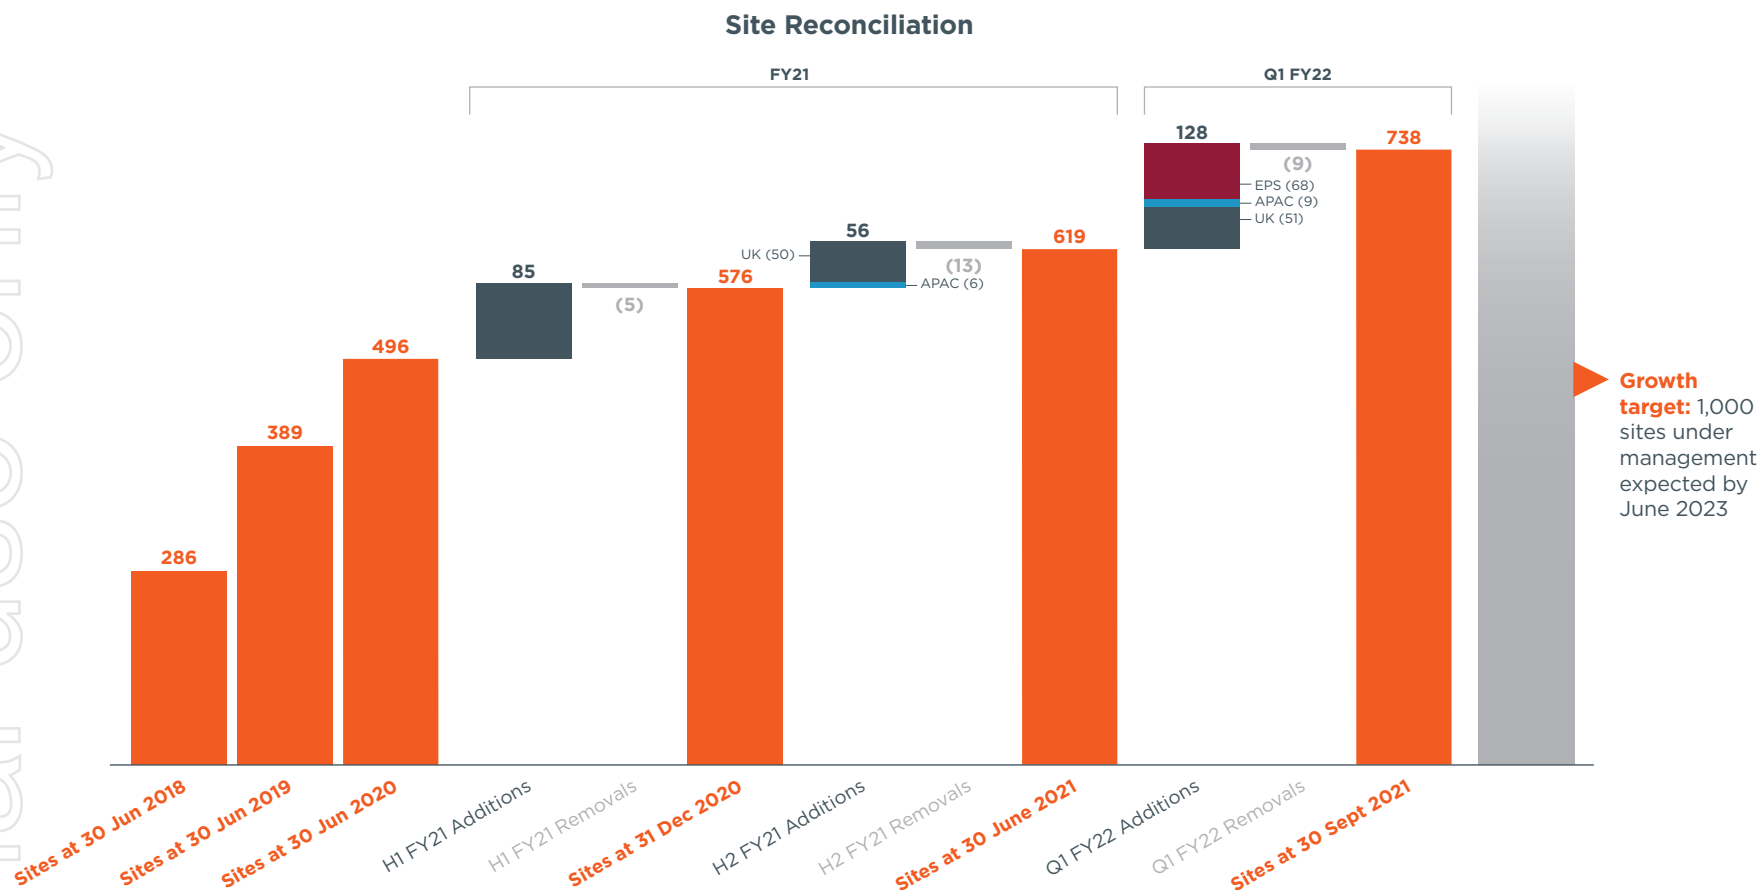 Site Reconciliation
FY21
Q1 FY22
286
389
496
85
(5)
576
UK (50)
56
APAC (6)
(13)
619
128
EPS (68)
APAC (9)
UK (51)
(9)
738
Growth
target: 1,000
sites under
management
expected by
June 2023
Sites at 30 Jun 2018
Sites at 30 Jun 2019
Sites at 30 Jun 2020
H1 FY21 Additions
H1 FY21 Removals
Sites at 31 Dec 2020
H2 FY21 Additions
H2 FY21 Removals
Sites at 30 June 2021
Q1 FY22 Additions
Q1 FY22 Removals
Sites at 30 Sept 2021